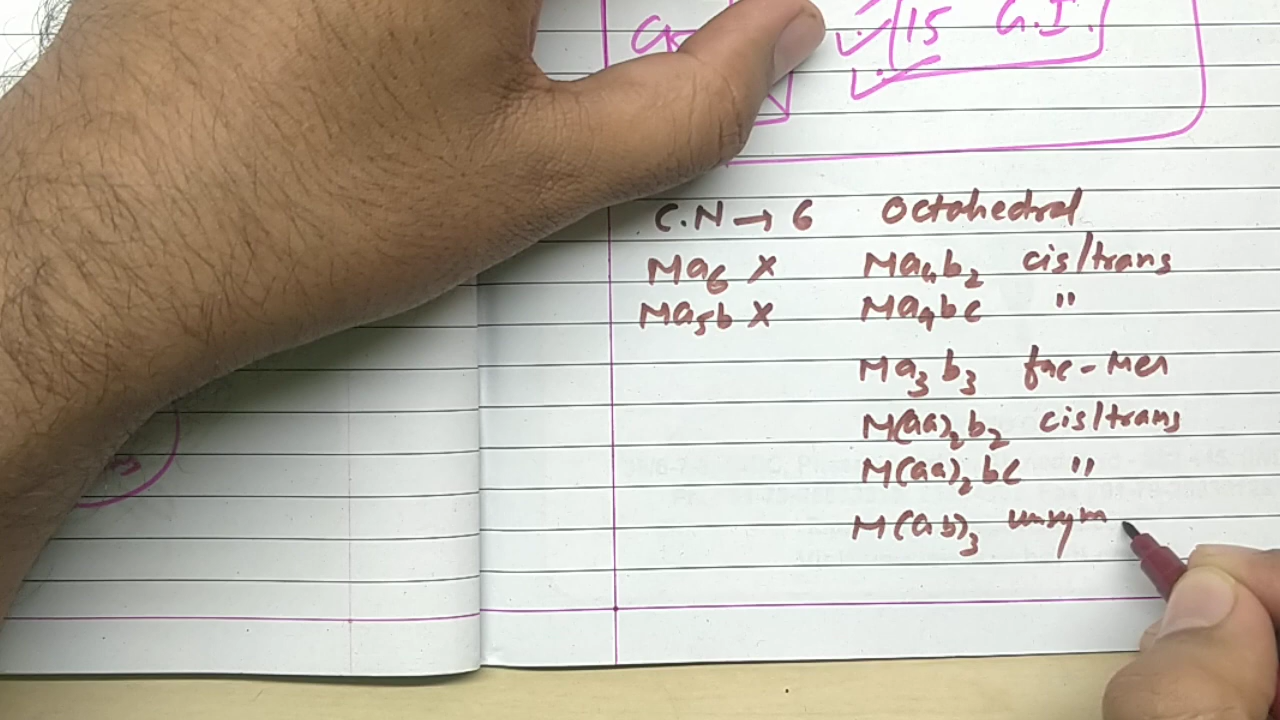 15 G.I.
C.N → 6 Octahedral
Ma₆ X Ma₄b₂ cis/trans
Ma₅b X Ma₄bc "
Ma₃b₃ fac-mer
M(aa)₂b₂ cis/trans
M(aa)₂bc "
M(ab)₃ unsym